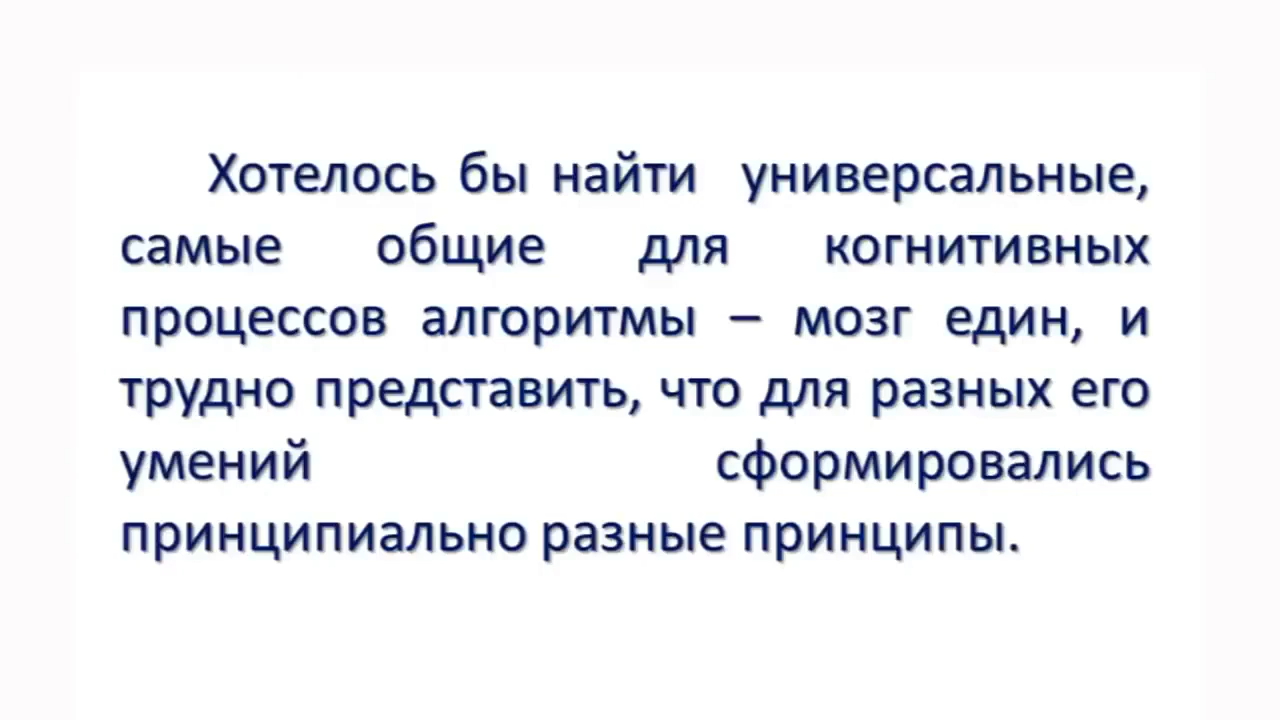 Хотелось бы найти универсальные,
самые общие для когнитивных
процессов алгоритмы – мозг един, и
трудно представить, что для разных его
умений сформировались
принципиально разные принципы.